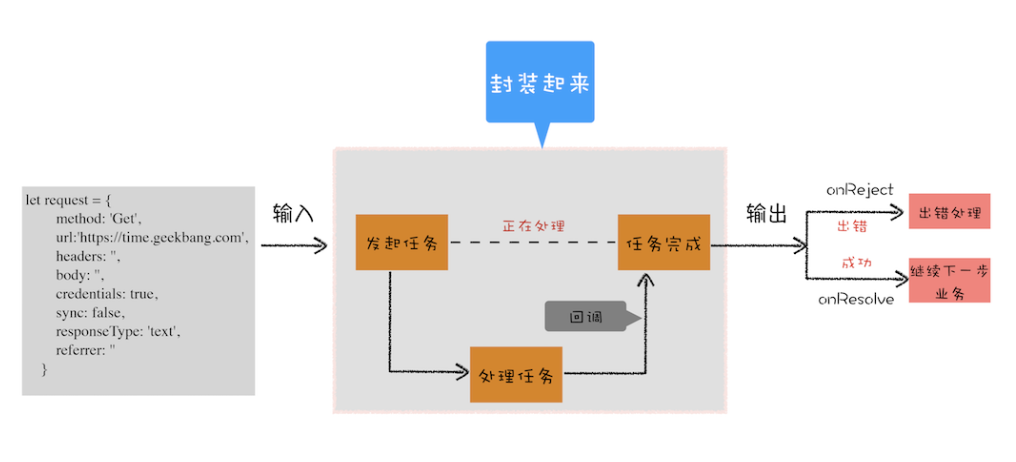 封装起来
let request = {
method: 'Get',
url:'https://time.geekbang.com',
headers: '',
body: '',
credentials: true,
sync: false,
responseType: 'text',
referrer: ''
}
输入
发起任务
正在处理
任务完成
回调
处理任务
输出
onReject
出错
出错处理
成功
onResolve
继续下一步
业务